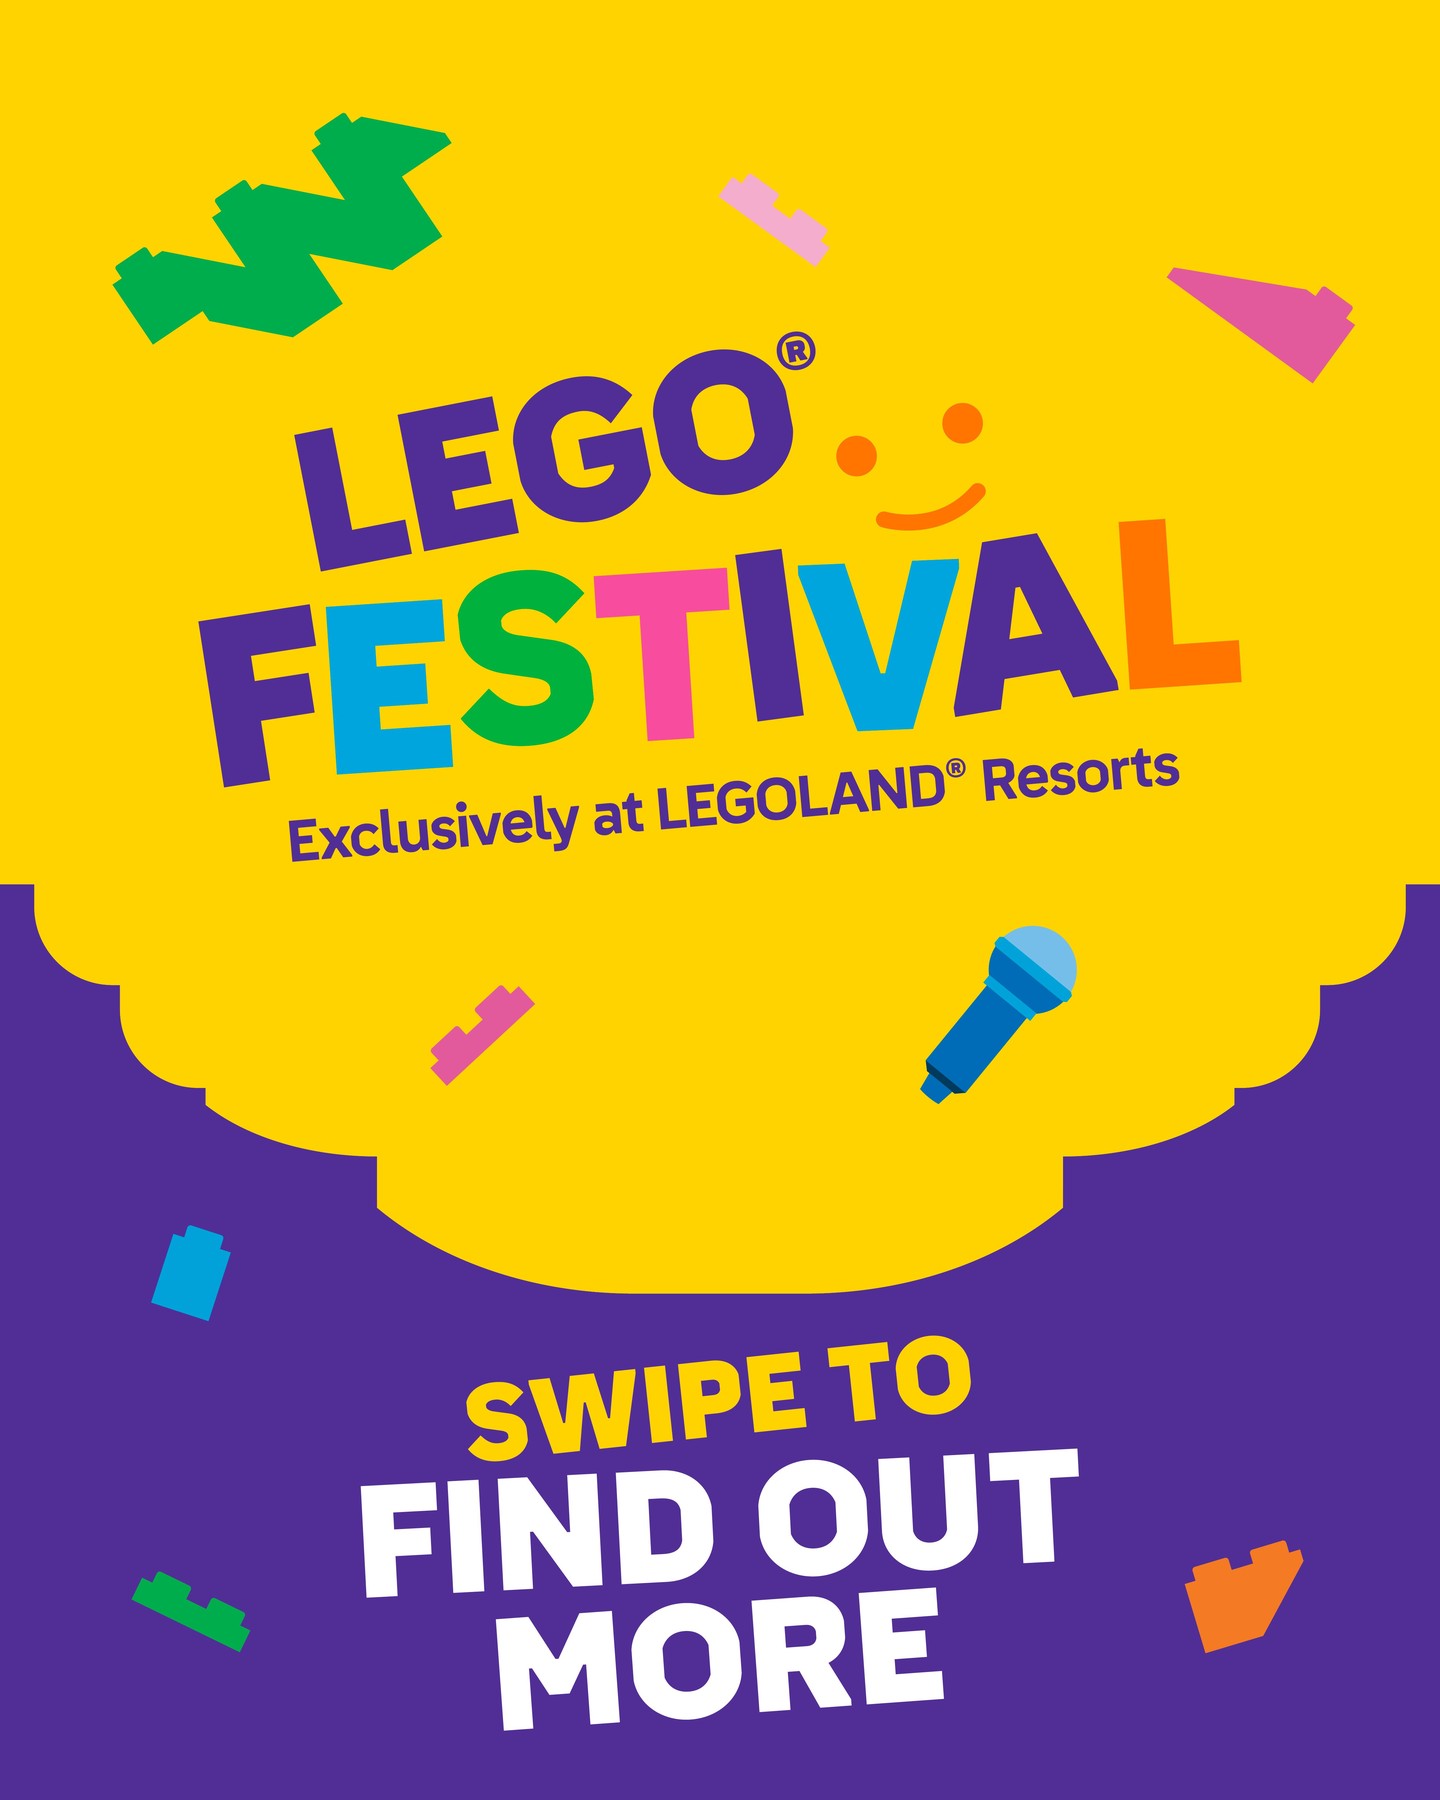 LEGO®
FESTIVAL
Exclusively at LEGOLAND® Resorts
SWIPE TO
FIND OUT
MORE